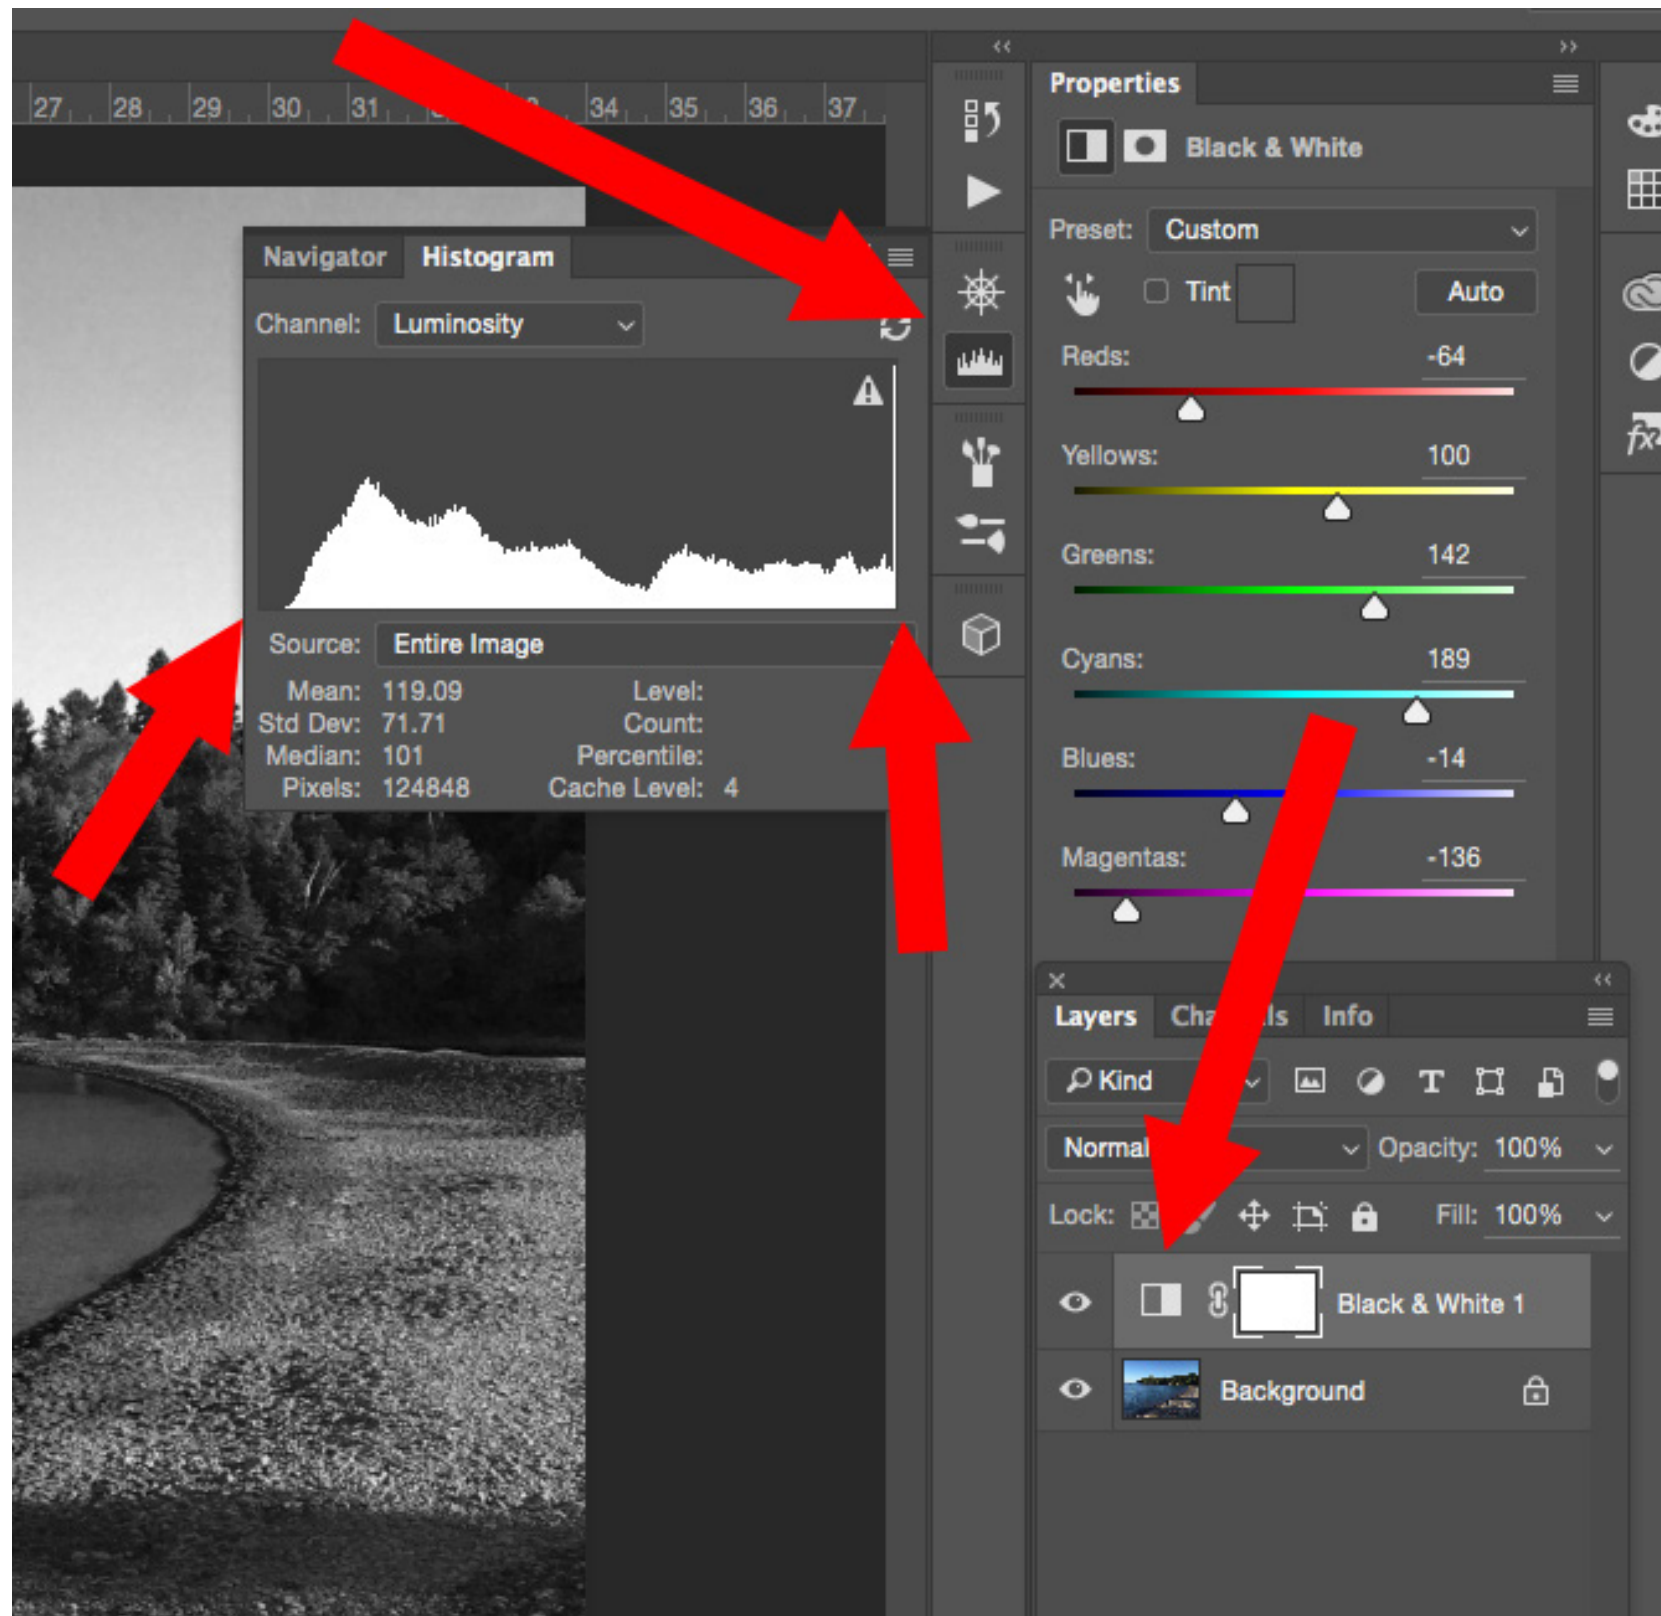 27 28 29 30 31 34 35 36 37
Navigator Histogram
Channel: Luminosity
Source: Entire Image
Mean: 119.09 Level:
Std Dev: 71.71 Count:
Median: 101 Percentile:
Pixels: 124848 Cache Level: 4
Properties
Black & White
Preset: Custom
Tint Auto
Reds: -64
Yellows: 100
Greens: 142
Cyans: 189
Blues: -14
Magentas: -136
Layers Channels Info
Kind
T
Normal Opacity: 100%
Lock: Fill: 100%
Black & White 1
Background
fx